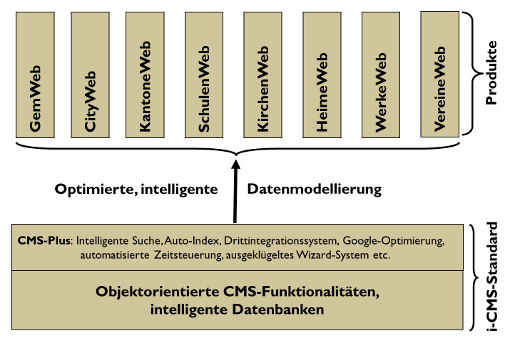 GemWeb
CityWeb
KantoneWeb
SchulenWeb
KirchenWeb
HeimeWeb
WerkeWeb
VereineWeb
Produkte
Optimierte, intelligente Datenmodellierung
CMS-Plus: Intelligente Suche, Auto-Index, Drittintegrationssystem, Google-Optimierung,
automatisierte Zeitsteuerung, ausgeklügeltes Wizard-System etc.
Objektorientierte CMS-Funktionalitäten,
intelligente Datenbanken
i-CMS-Standard